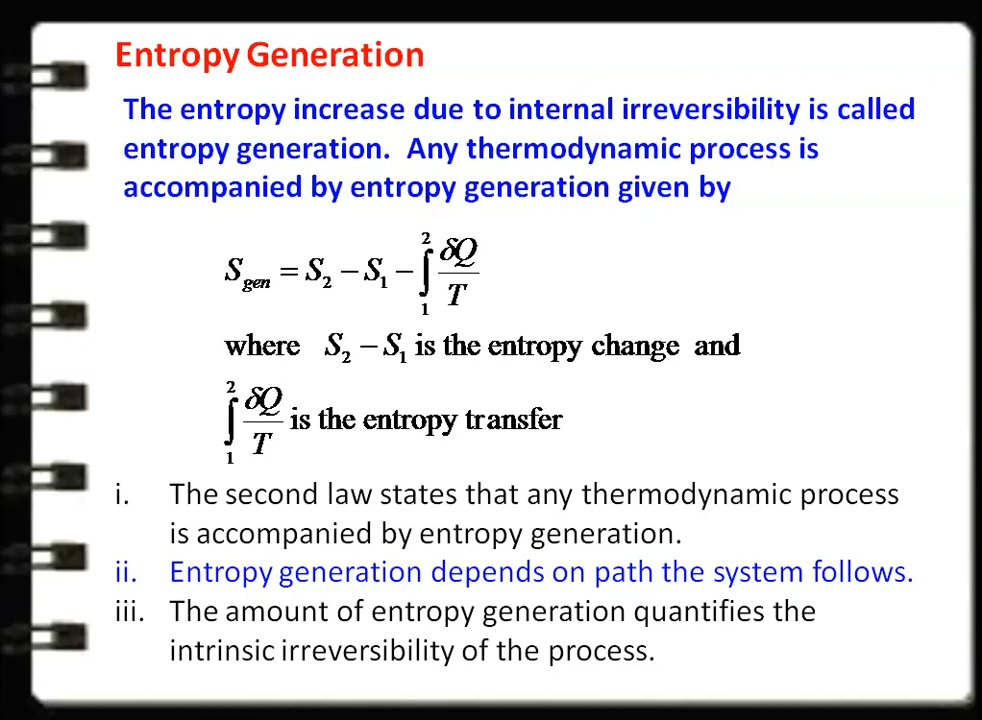 Entropy Generation
The entropy increase due to internal irreversibility is called
entropy generation. Any thermodynamic process is
accompanied by entropy generation given by
S_gen = S_2 − S_1 − ∫_1^2 δQ/T
where S_2 − S_1 is the entropy change and
∫_1^2 δQ/T is the entropy transfer
i. The second law states that any thermodynamic process
is accompanied by entropy generation.
ii. Entropy generation depends on path the system follows.
iii. The amount of entropy generation quantifies the
intrinsic irreversibility of the process.